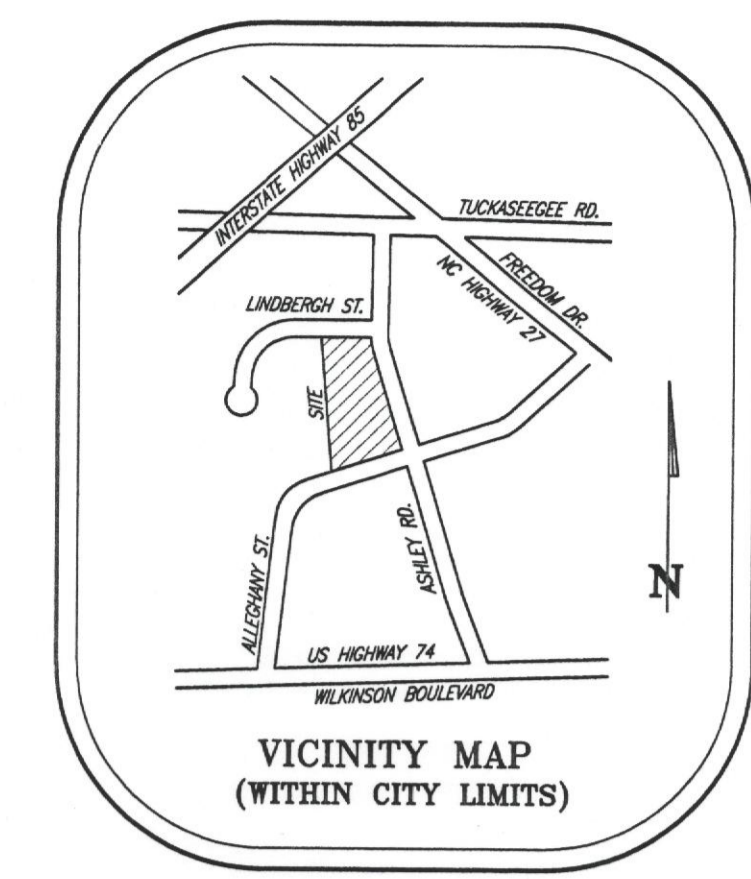 INTERSTATE HIGHWAY 85
TUCKASEEGEE RD.
FREEDOM DR.
NC HIGHWAY 27
LINDBERGH ST.
SITE
ASHLEY RD.
ALLEGHANY ST.
N
US HIGHWAY 74
WILKINSON BOULEVARD
VICINITY MAP
(WITHIN CITY LIMITS)